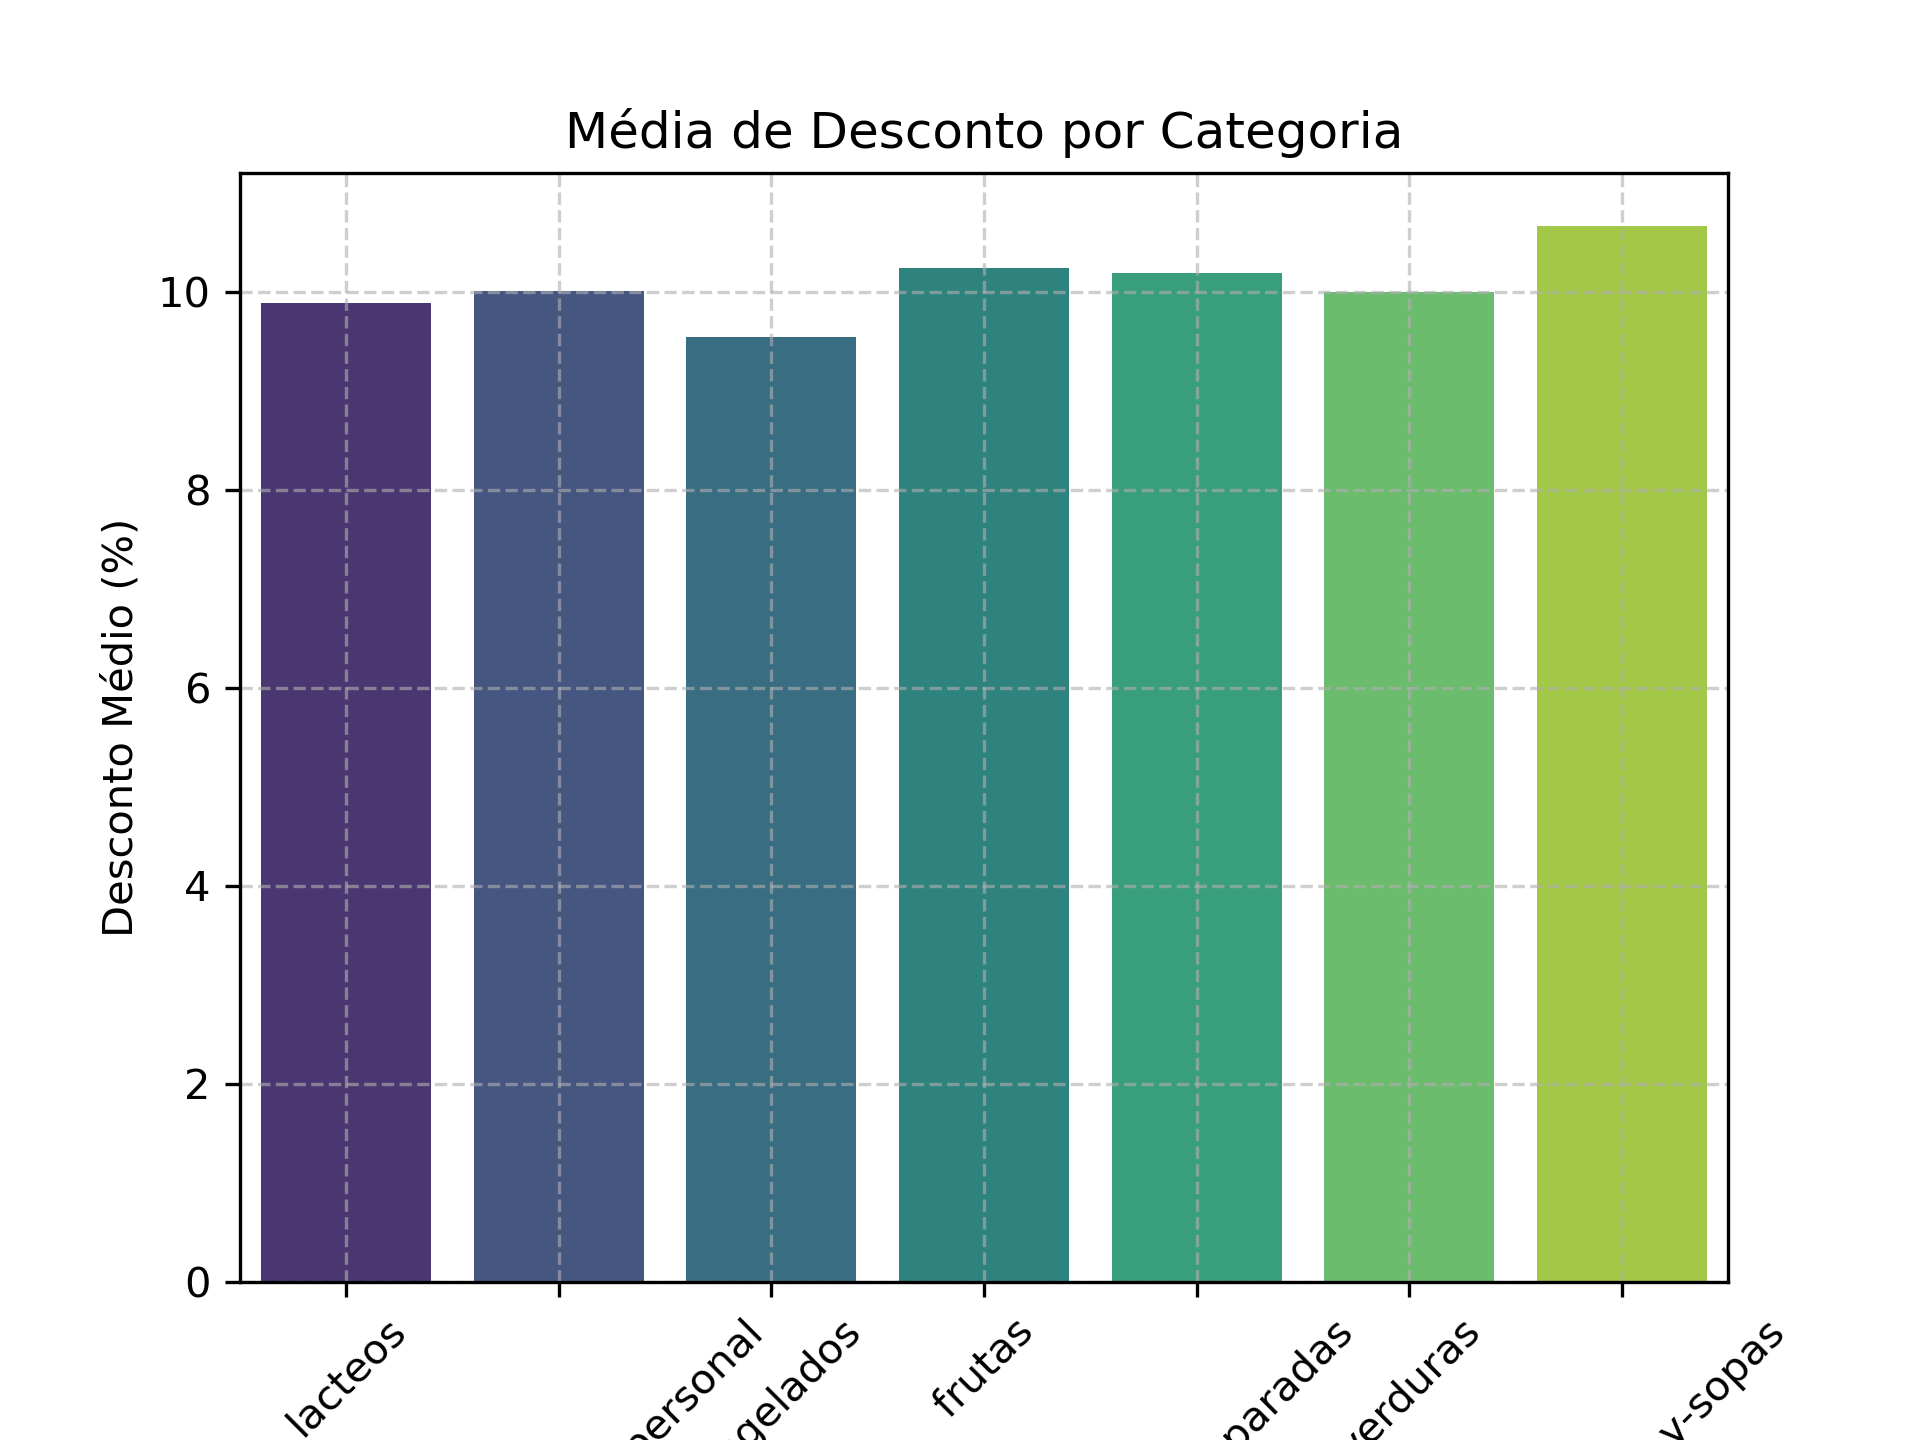 Média de Desconto por Categoria
Desconto Médio (%)
10
8
6
4
2
0
lacteos
personal
gelados
frutas
paradas
verduras
y-sopas